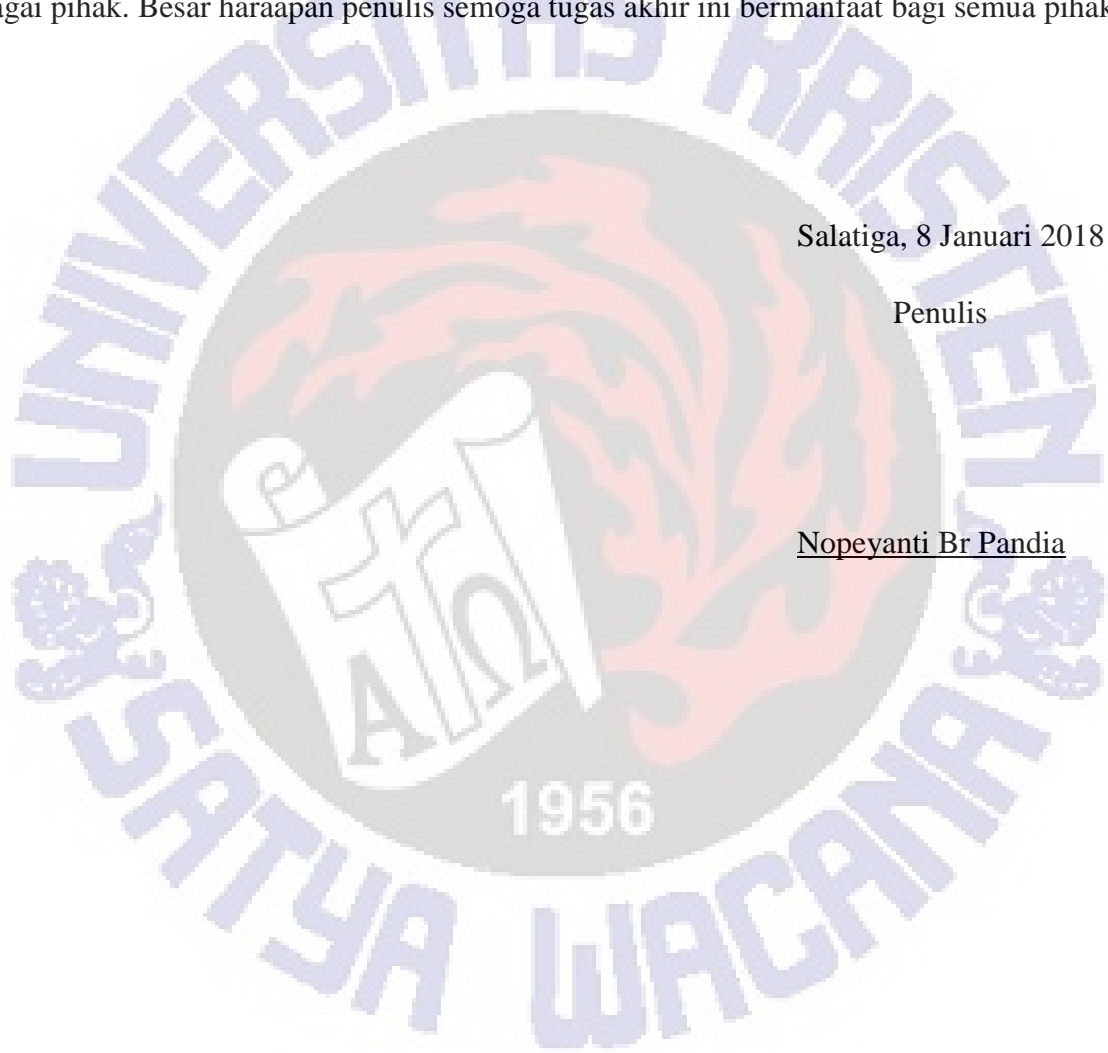 agai pihak. Besar haraapan penulis semoga tugas akhir ini bermanfaat bagi semua pihak
UNIVERSITAS KRISTEN
Salatiga, 8 Januari 2018
Penulis
Nopeyanti Br Pandia
Α Ω
1956
SATYA WACANA